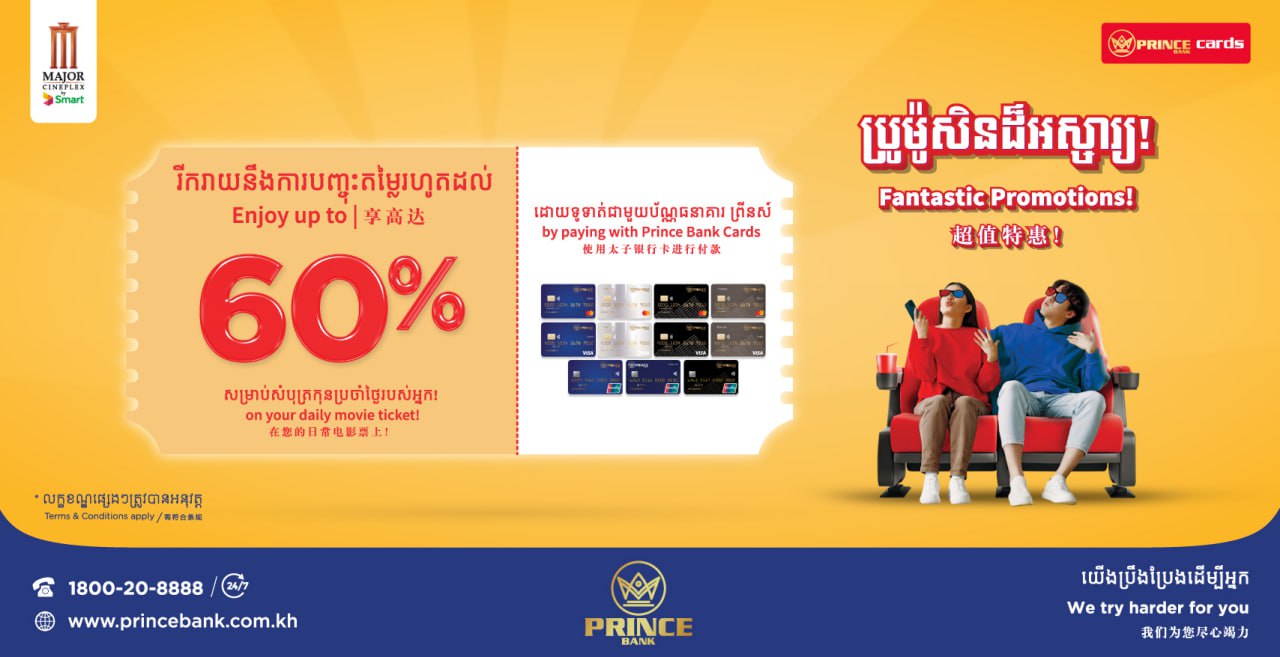 MAJOR
CINEPLEX
by
Smart
PRINCE BANK cards
ប្រូម៉ូសិនដ៏អស្ចារ្យ!
Fantastic Promotions!
超值特惠!
រីករាយនឹងការបញ្ចុះតម្លៃរហូតដល់
Enjoy up to | 享高达
60%
សម្រាប់សំបុត្រកុនប្រចាំថ្ងៃរបស់អ្នក!
on your daily movie ticket!
在您的日常电影票上!
ដោយទូទាត់ជាមួយប័ណ្ណធនាគារ ព្រីនស៍
by paying with Prince Bank Cards
使用太子银行卡进行付款
* លក្ខខណ្ឌផ្សេងៗត្រូវបានអនុវត្ត
Terms & Conditions apply / 需符合条规
1800-20-8888 / 24/7
www.princebank.com.kh
PRINCE
BANK
យើងប្រឹងប្រែងដើម្បីអ្នក
We try harder for you
我们为您尽心竭力